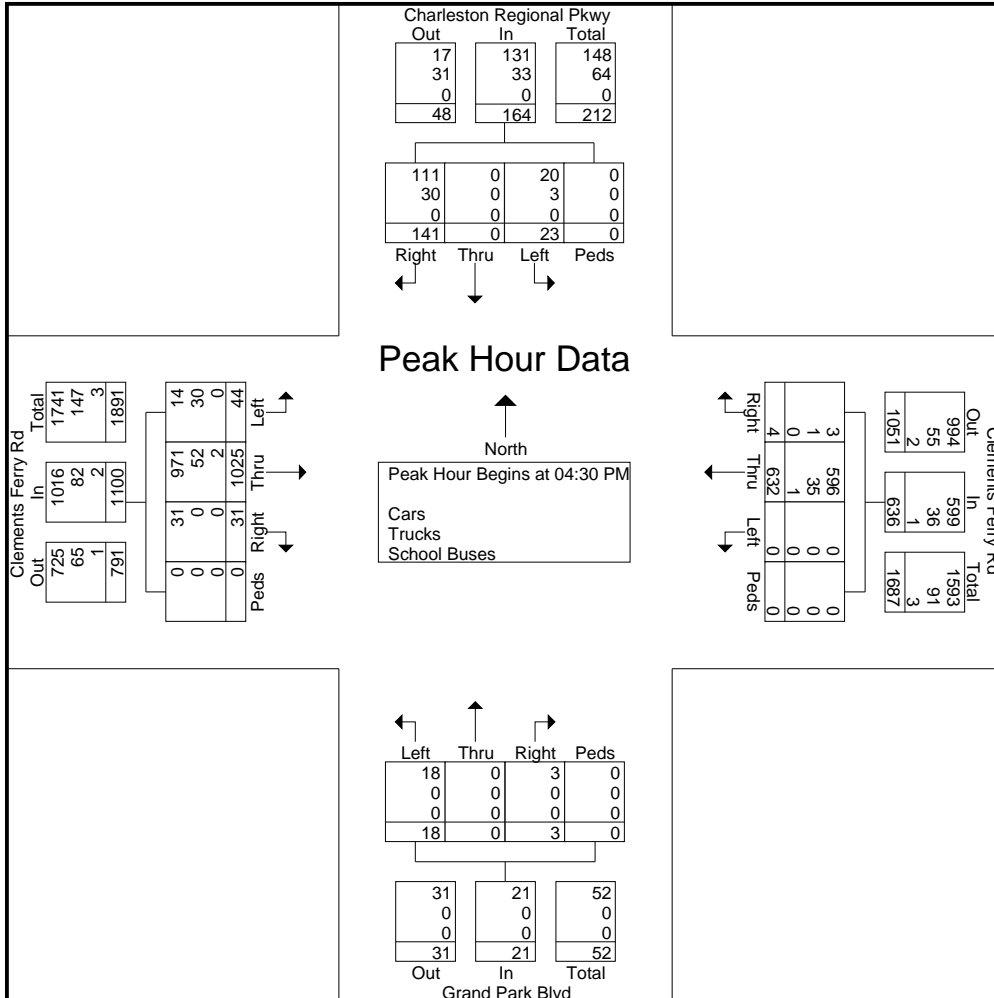 Charleston Regional Pkwy
Out In Total
17 131 148
31 33 64
0 0 0
48 164 212
111 0 20 0
30 0 3 0
0 0 0 0
141 0 23 0
Right Thru Left Peds
Peak Hour Data
North
Peak Hour Begins at 04:30 PM
Cars
Trucks
School Buses
Clements Ferry Rd
Total In Out
1741 1016 725
147 82 65
3 2 1
1891 1100 791
14 971 31 0
30 52 0 0
0 2 0 0
44 1025 31 0
Left Thru Right Peds
Clements Ferry Rd
Out In Total
994 599 1593
55 36 91
2 1 3
1051 636 1687
3 596 0 0
1 35 0 0
0 1 0 0
4 632 0 0
Right Thru Left Peds
Left Thru Right Peds
18 0 3 0
0 0 0 0
0 0 0 0
18 0 3 0
31 21 52
0 0 0
0 0 0
31 21 52
Out In Total
Grand Park Blvd